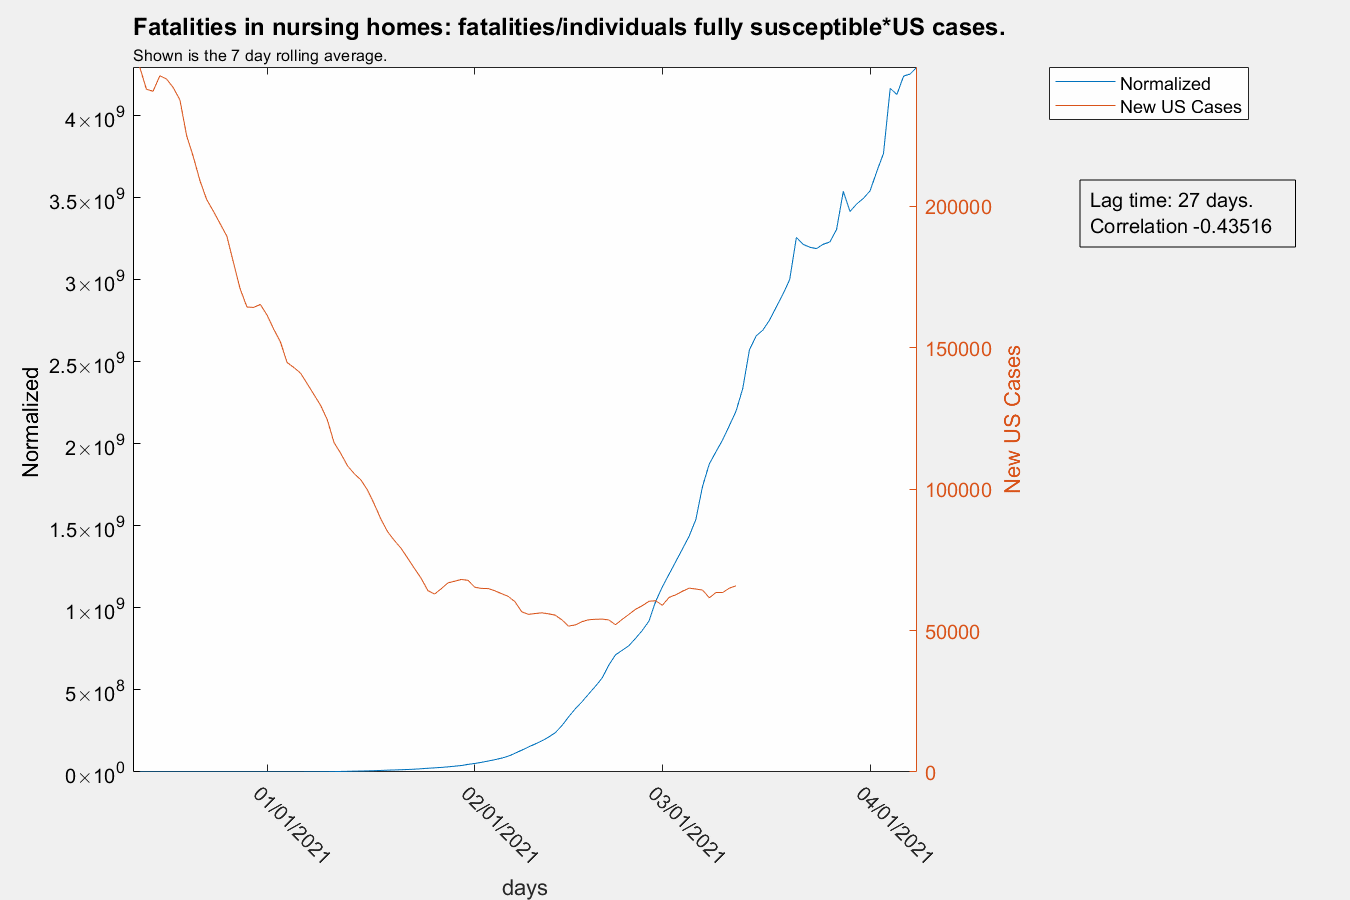 Fatalities in nursing homes: fatalities/individuals fully susceptible*US cases.
Shown is the 7 day rolling average.
Normalized
New US Cases
Lag time: 27 days.
Correlation -0.43516
4×10^9
3.5×10^9
3×10^9
2.5×10^9
2×10^9
1.5×10^9
1×10^9
5×10^8
0×10^0
Normalized
200000
150000
100000
50000
0
New US Cases
01/01/2021
02/01/2021
03/01/2021
04/01/2021
days